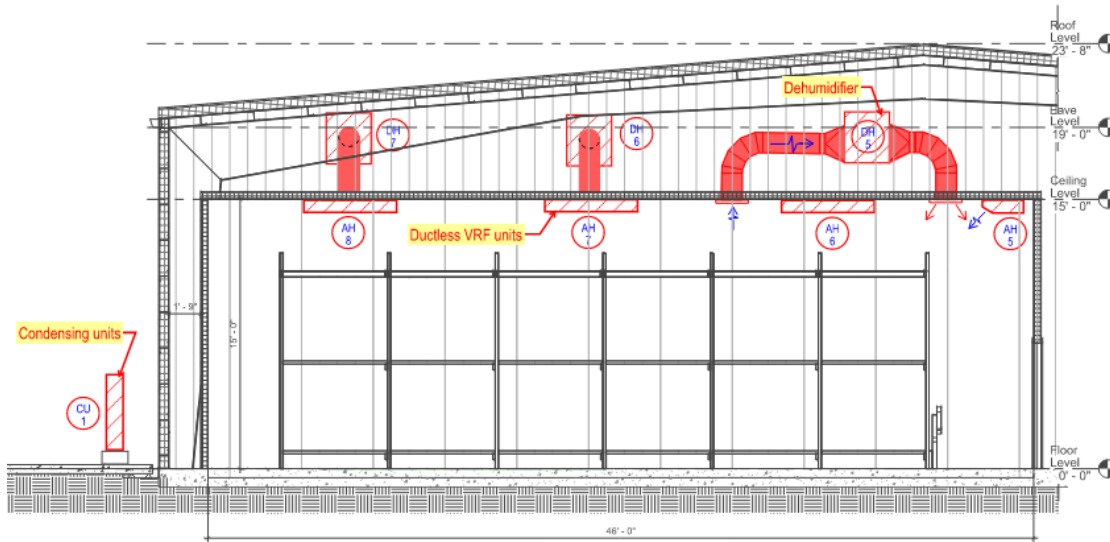 Roof
Level
23' - 8"
Dehumidifier
Eave
Level
19' - 0"
DH
7
DH
6
DH
5
Ceiling
Level
15' - 0"
AH
8
Ductless VRF units
AH
7
AH
6
AH
5
1' - 9"
15' - 0"
Condensing units
CU
1
Floor
Level
0' - 0"
46' - 0"